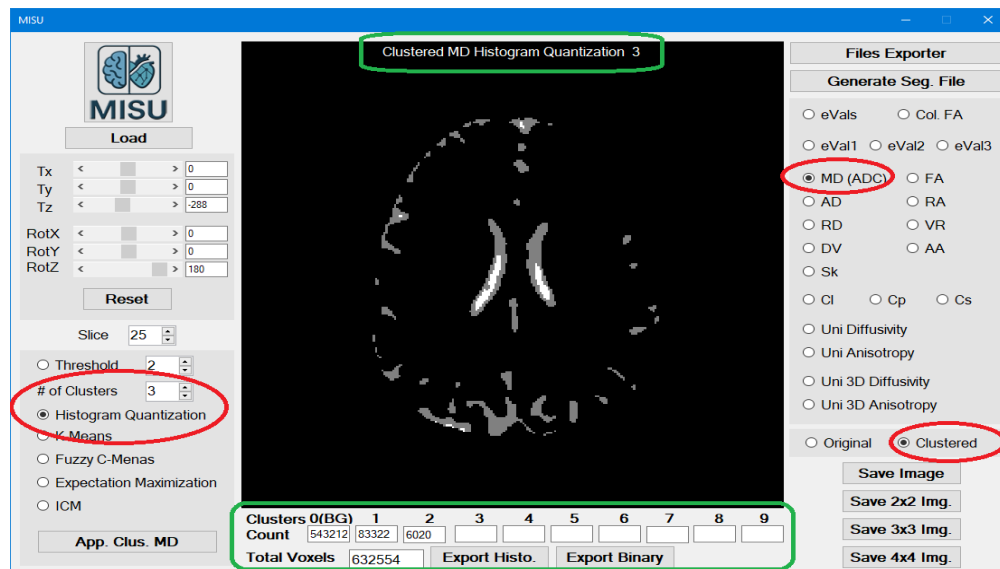 MISU
Clustered MD Histogram Quantization 3
MISU
Load
Tx < > 0
Ty < > 0
Tz < > -288
RotX < > 0
RotY < > 0
RotZ < > 180
Reset
Slice 25
Threshold 2
# of Clusters 3
Histogram Quantization
K-Means
Fuzzy C-Menas
Expectation Maximization
ICM
App. Clus. MD
Clusters 0(BG) 1 2 3 4 5 6 7 8 9
Count 543212 83322 6020
Total Voxels 632554 Export Histo. Export Binary
Files Exporter
Generate Seg. File
eVals Col. FA
eVal1 eVal2 eVal3
MD (ADC) FA
AD RA
RD VR
DV AA
Sk
Cl Cp Cs
Uni Diffusivity
Uni Anisotropy
Uni 3D Diffusivity
Uni 3D Anisotropy
Original Clustered
Save Image
Save 2x2 Img.
Save 3x3 Img.
Save 4x4 Img.